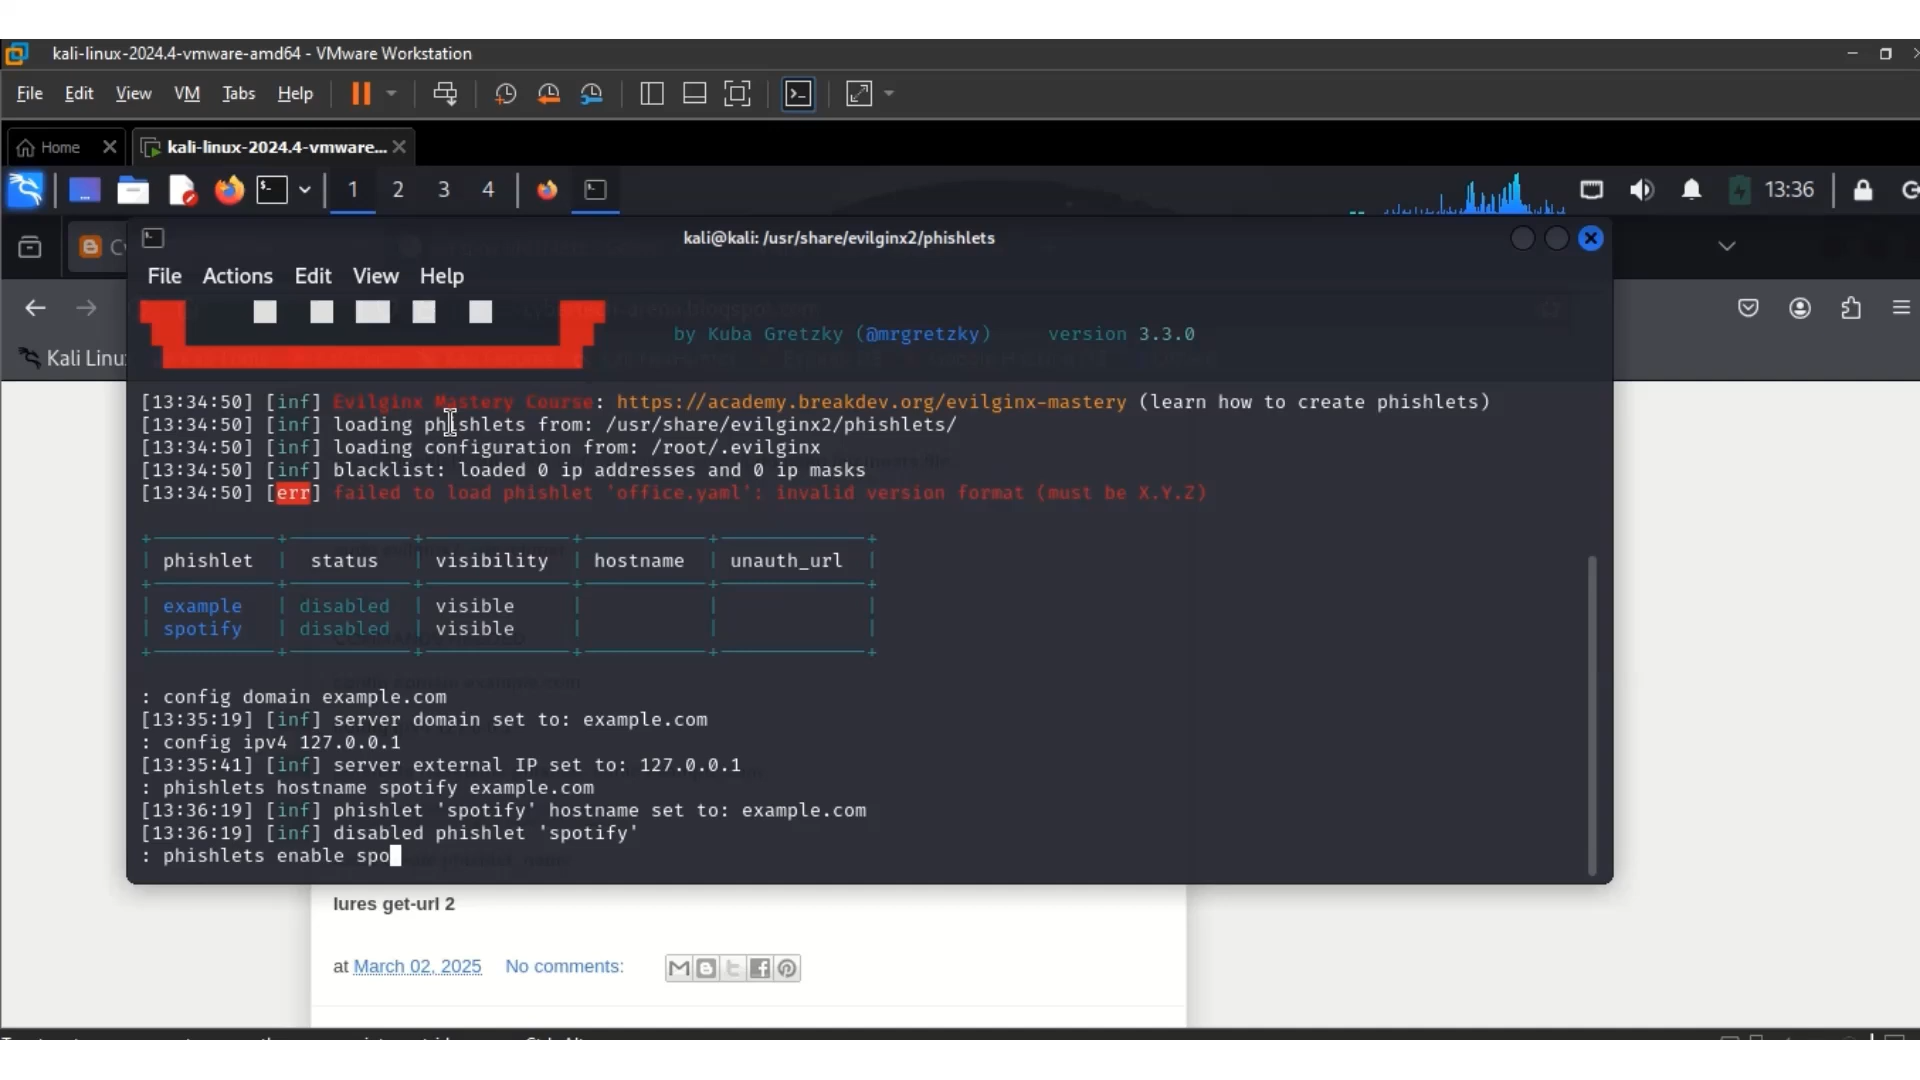 kali-linux-2024.4-vmware-amd64 - VMware Workstation
File Edit View VM Tabs Help
Home
kali-linux-2024.4-vmware...
1 2 3 4
13:36
kali@kali: /usr/share/evilginx2/phishlets
File Actions Edit View Help
by Kuba Gretzky (@mrgretzky) version 3.3.0
Kali Linu
[13:34:50] [inf] Evilginx Mastery Course: https://academy.breakdev.org/evilginx-mastery (learn how to create phishlets)
[13:34:50] [inf] loading phishlets from: /usr/share/evilginx2/phishlets/
[13:34:50] [inf] loading configuration from: /root/.evilginx
[13:34:50] [inf] blacklist: loaded 0 ip addresses and 0 ip masks
[13:34:50] [err] failed to load phishlet 'office.yaml': invalid version format (must be X.Y.Z)
phishlet | status | visibility | hostname | unauth_url
example | disabled | visible
spotify | disabled | visible
: config domain example.com
[13:35:19] [inf] server domain set to: example.com
: config ipv4 127.0.0.1
[13:35:41] [inf] server external IP set to: 127.0.0.1
: phishlets hostname spotify example.com
[13:36:19] [inf] phishlet 'spotify' hostname set to: example.com
[13:36:19] [inf] disabled phishlet 'spotify'
: phishlets enable spo
lures get-url 2
at March 02, 2025 No comments: